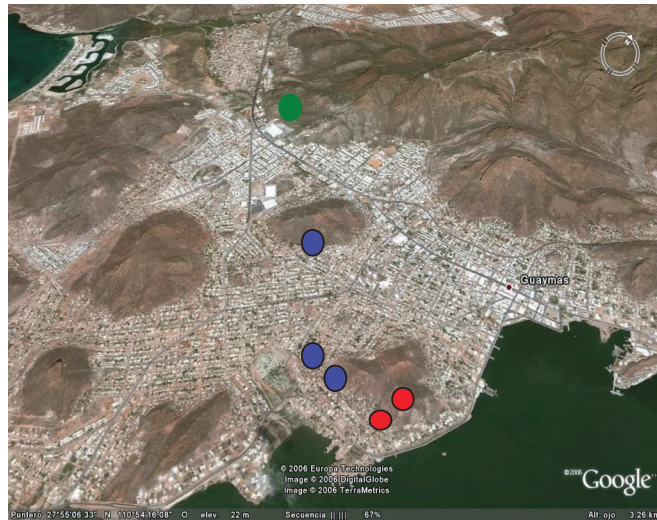 Guaymas
© 2006 Europa Technologies
Image © 2006 DigitalGlobe
Image © 2006 TerraMetrics
©2006 Google
Puntero 27°55'06.33" N 110°54'16.08" O elev. 22 m Secuencia 67% Alt. ojo 3.26 km